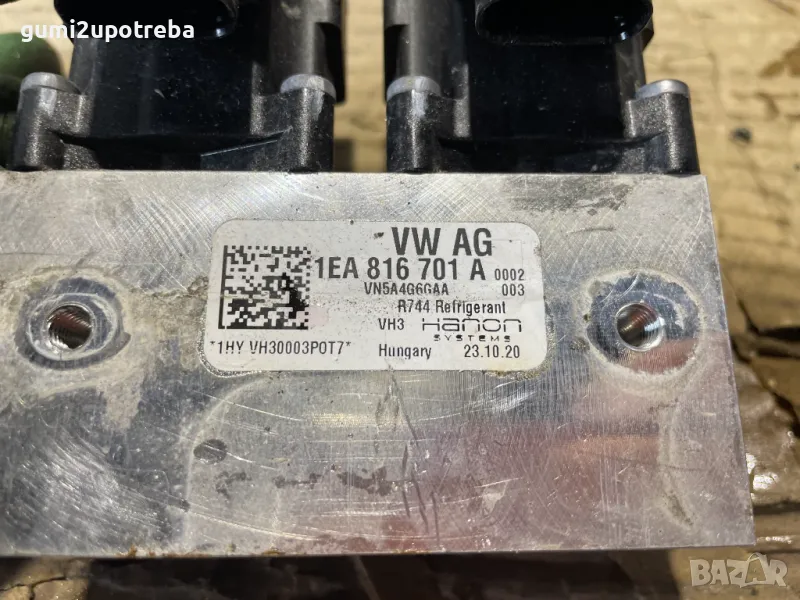 gumi2upotreba
VW AG
1EA 816 701 A 0002
VN5A4G6GAA 003
R744 Refrigerant
VH3 Hanon
SYSTEMS
*1HY VH30003P0T7* Hungary 23.10.20
BAZAR